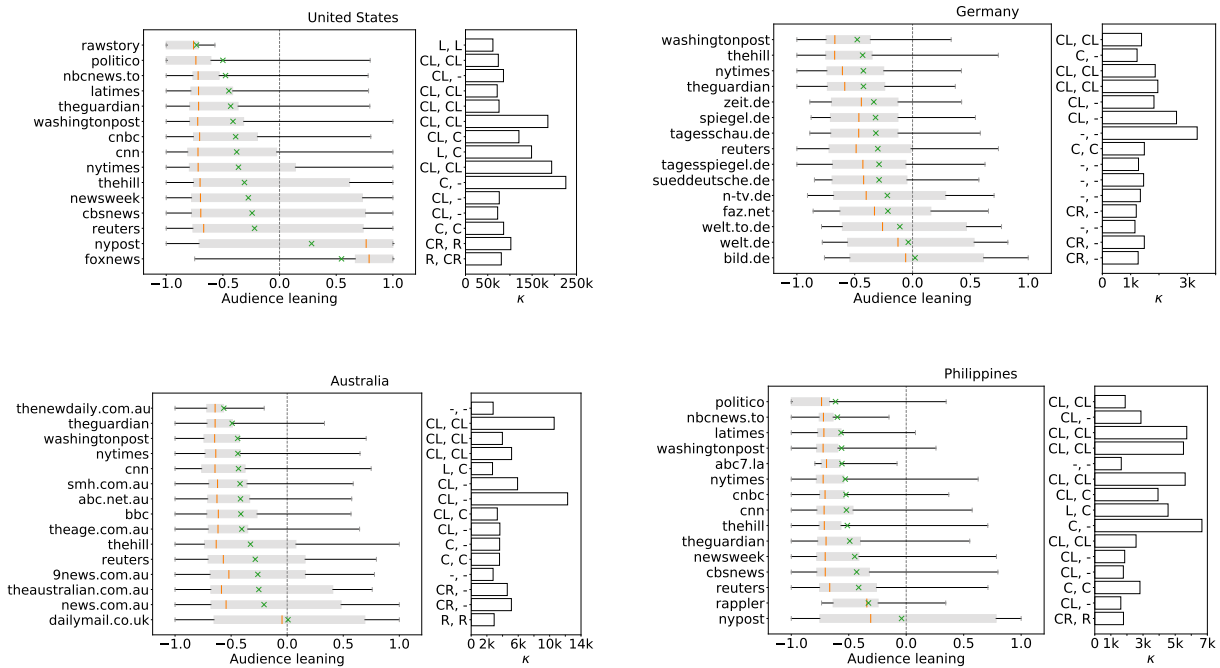 United States
rawstory
politico
nbcnews.to
latimes
theguardian
washingtonpost
cnbc
cnn
nytimes
thehill
newsweek
cbsnews
reuters
nypost
foxnews
−1.0 −0.5 0.0 0.5 1.0
Audience leaning
L, L
CL, CL
CL, -
CL, CL
CL, CL
CL, CL
CL, C
L, C
CL, CL
C, -
CL, -
CL, -
C, C
CR, R
R, CR
0 50k 150k 250k
κ
Germany
washingtonpost
thehill
nytimes
theguardian
zeit.de
spiegel.de
tagesschau.de
reuters
tagesspiegel.de
sueddeutsche.de
n-tv.de
faz.net
welt.to.de
welt.de
bild.de
−1.0 −0.5 0.0 0.5 1.0
Audience leaning
CL, CL
C, -
CL, CL
CL, CL
CL, -
CL, -
-, -
C, C
-, -
-, -
-, -
CR, -
-, -
CR, -
CR, -
0 1k 3k
κ
Australia
thenewdaily.com.au
theguardian
washingtonpost
nytimes
cnn
smh.com.au
abc.net.au
bbc
theage.com.au
thehill
reuters
9news.com.au
theaustralian.com.au
news.com.au
dailymail.co.uk
−1.0 −0.5 0.0 0.5 1.0
Audience leaning
-, -
CL, CL
CL, CL
CL, CL
L, C
CL, -
CL, -
CL, C
CL, -
C, -
C, C
-, -
CR, -
CR, -
R, R
0 2k 6k 10k 14k
κ
Philippines
politico
nbcnews.to
latimes
washingtonpost
abc7.la
nytimes
cnbc
cnn
thehill
theguardian
newsweek
cbsnews
reuters
rappler
nypost
−1.0 −0.5 0.0 0.5 1.0
Audience leaning
CL, CL
CL, -
CL, CL
CL, CL
-, -
CL, CL
CL, C
L, C
C, -
CL, CL
CL, -
CL, -
C, C
CL, -
CR, R
0 1k 3k 5k 7k
κ